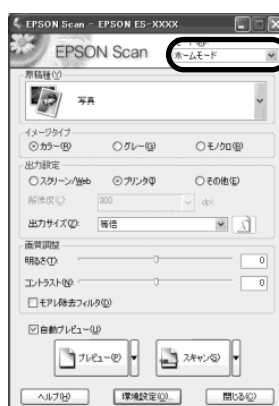 EPSON Scan - EPSON ES-XXXX
EPSON Scan
ホームモード
原稿種(Y)
写真
イメージタイプ
カラー(R) グレー(G) モノクロ(B)
出力設定
スクリーン/Web プリンタ(I) その他(E)
解像度(L): 300 dpi
出力サイズ(Z): 等倍
画質調整
明るさ(T): 0
コントラスト(N): 0
モアレ除去フィルタ(D)
自動プレビュー(U)
プレビュー(P) スキャン(S)
ヘルプ(H) 環境設定(O)... 閉じる(C)